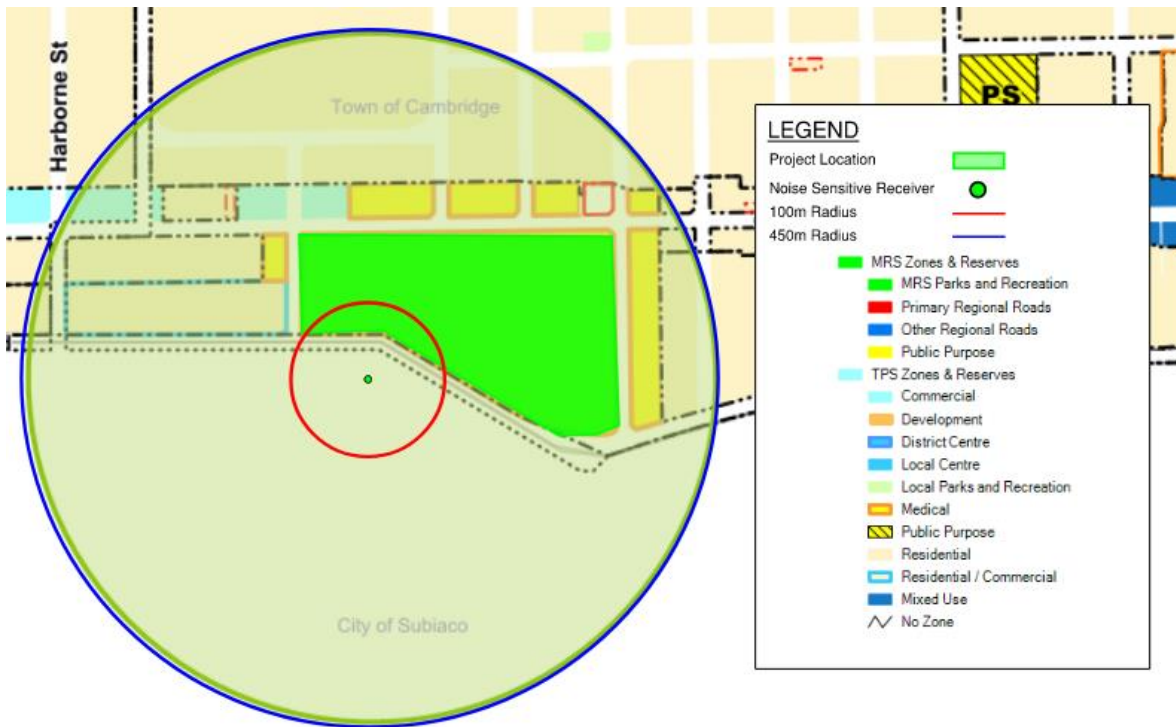 Harborne St
Town of Cambridge
PS
City of Subiaco
LEGEND
Project Location
Noise Sensitive Receiver
100m Radius
450m Radius
MRS Zones & Reserves
MRS Parks and Recreation
Primary Regional Roads
Other Regional Roads
Public Purpose
TPS Zones & Reserves
Commercial
Development
District Centre
Local Centre
Local Parks and Recreation
Medical
Public Purpose
Residential
Residential / Commercial
Mixed Use
No Zone